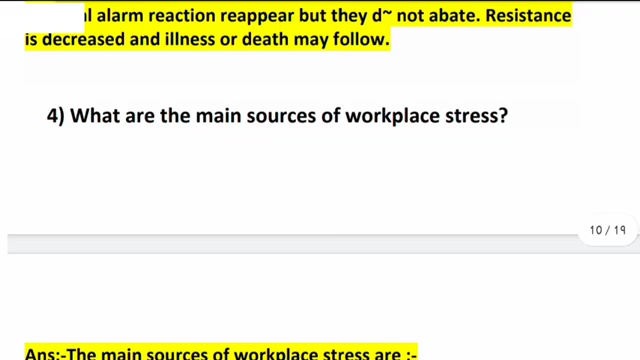 l alarm reaction reappear but they d~ not abate. Resistance
is decreased and illness or death may follow.
4) What are the main sources of workplace stress?
10 / 19
Ans:-The main sources of workplace stress are :-